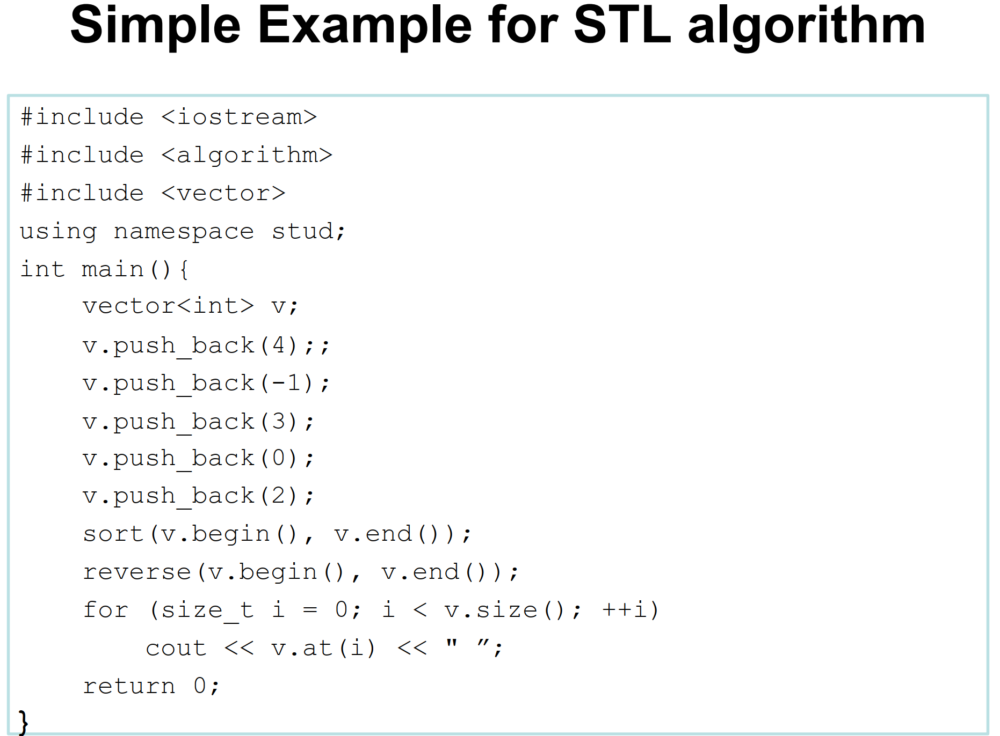 Simple Example for STL algorithm
#include <iostream>
#include <algorithm>
#include <vector>
using namespace stud;
int main(){
    vector<int> v;
    v.push_back(4);;
    v.push_back(-1);
    v.push_back(3);
    v.push_back(0);
    v.push_back(2);
    sort(v.begin(), v.end());
    reverse(v.begin(), v.end());
    for (size_t i = 0; i < v.size(); ++i)
        cout << v.at(i) << " ”;
    return 0;
}